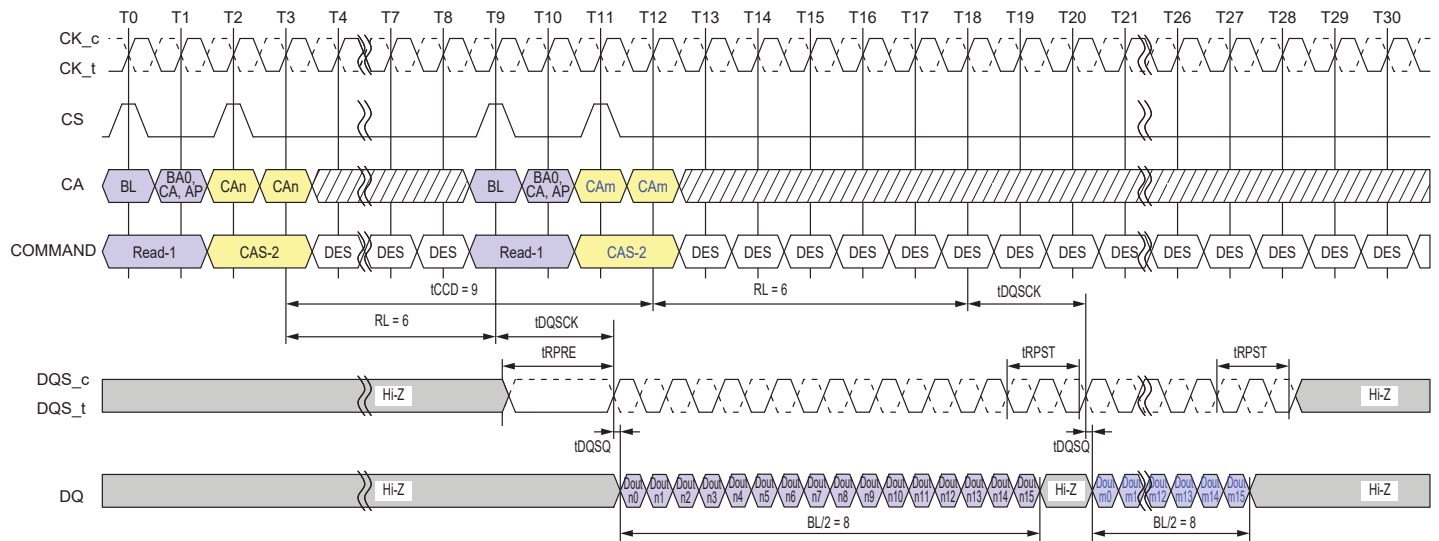 T0 T1 T2 T3 T4 T7 T8 T9 T10 T11 T12 T13 T14 T15 T16 T17 T18 T19 T20 T21 T26 T27 T28 T29 T30
CK_c
CK_t
CS
CA BL BA0, CA, AP CAn CAn BL BA0, CA, AP CAm CAm
COMMAND Read-1 CAS-2 DES DES DES Read-1 CAS-2 DES DES DES DES DES DES DES DES DES DES DES DES DES DES
tCCD = 9 RL = 6 tDQSCK
RL = 6 tDQSCK
tRPRE tRPST tRPST
DQS_c
DQS_t
Hi-Z Hi-Z
tDQSQ tDQSQ
DQ Hi-Z Dout n0 Dout n1 Dout n2 Dout n3 Dout n4 Dout n5 Dout n6 Dout n7 Dout n8 Dout n9 Dout n10 Dout n11 Dout n12 Dout n13 Dout n14 Dout n15 Hi-Z Dout m0 Dout m1 Dout m12 Dout m13 Dout m14 Dout m15 Hi-Z
BL/2 = 8 BL/2 = 8